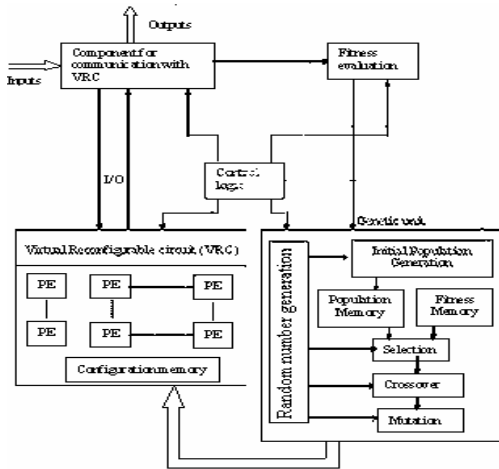 Outputs
Component for
communication with
VRC
Fitness
evaluation
Inputs
I/O
Control
logic
Genetic unit
Virtual Reconfigurable circuit (VRC)
PE PE PE
PE PE PE
Configuration memory
Random number generation
Initial Population
Generation
Population
Memory
Fitness
Memory
Selection
Crossover
Mutation